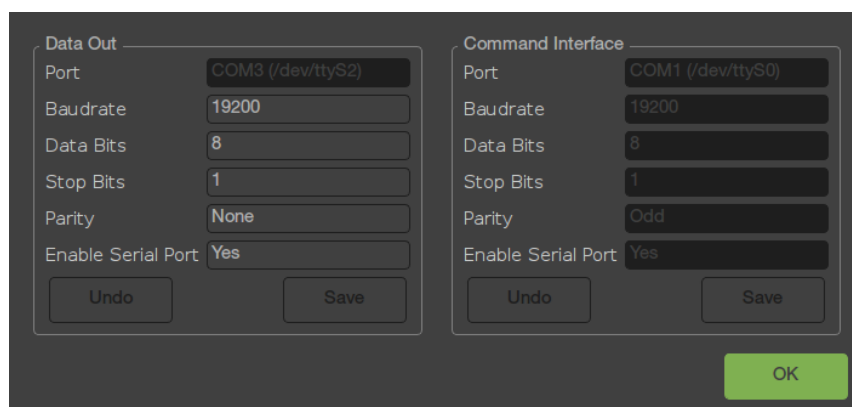 Data Out
Port COM3 (/dev/ttyS2)
Baudrate 19200
Data Bits 8
Stop Bits 1
Parity None
Enable Serial Port Yes
Undo Save
Command Interface
Port COM1 (/dev/ttyS0)
Baudrate 19200
Data Bits 8
Stop Bits 1
Parity Odd
Enable Serial Port Yes
Undo Save
OK